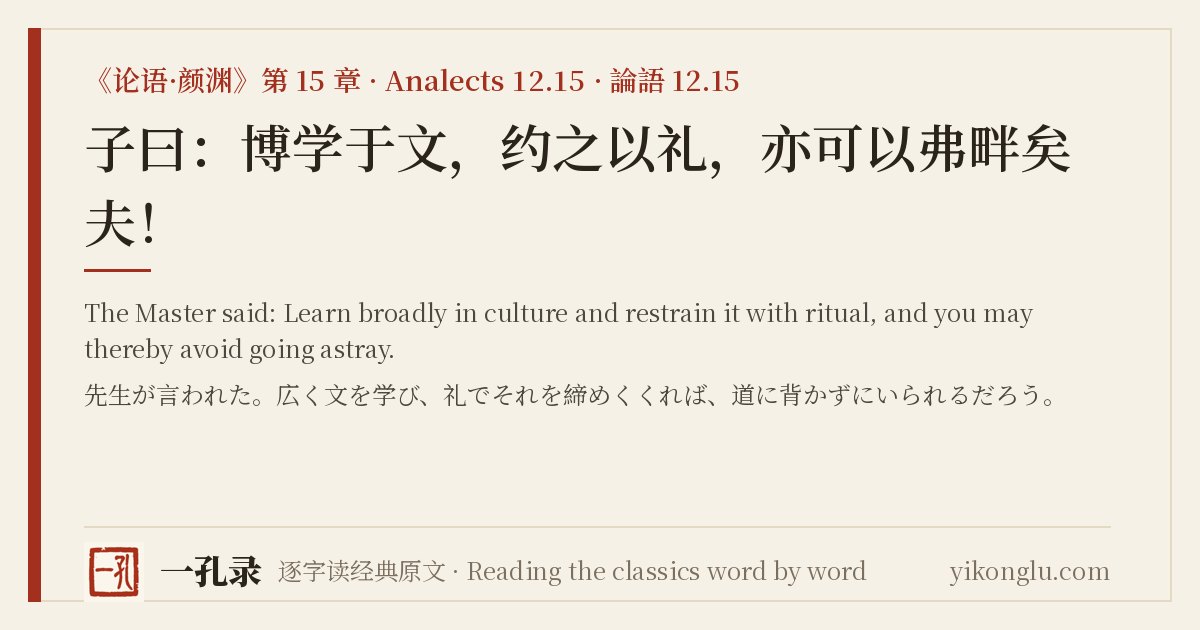 《论语·颜渊》第 15 章 · Analects 12.15 · 論語 12.15
子曰：博学于文，约之以礼，亦可以弗畔矣
夫！
The Master said: Learn broadly in culture and restrain it with ritual, and you may
thereby avoid going astray.
先生が言われた。広く文を学び、礼でそれを締めくくれば、道に背かずにいられるだろう。
一孔 一孔录 逐字读经典原文 · Reading the classics word by word yikonglu.com